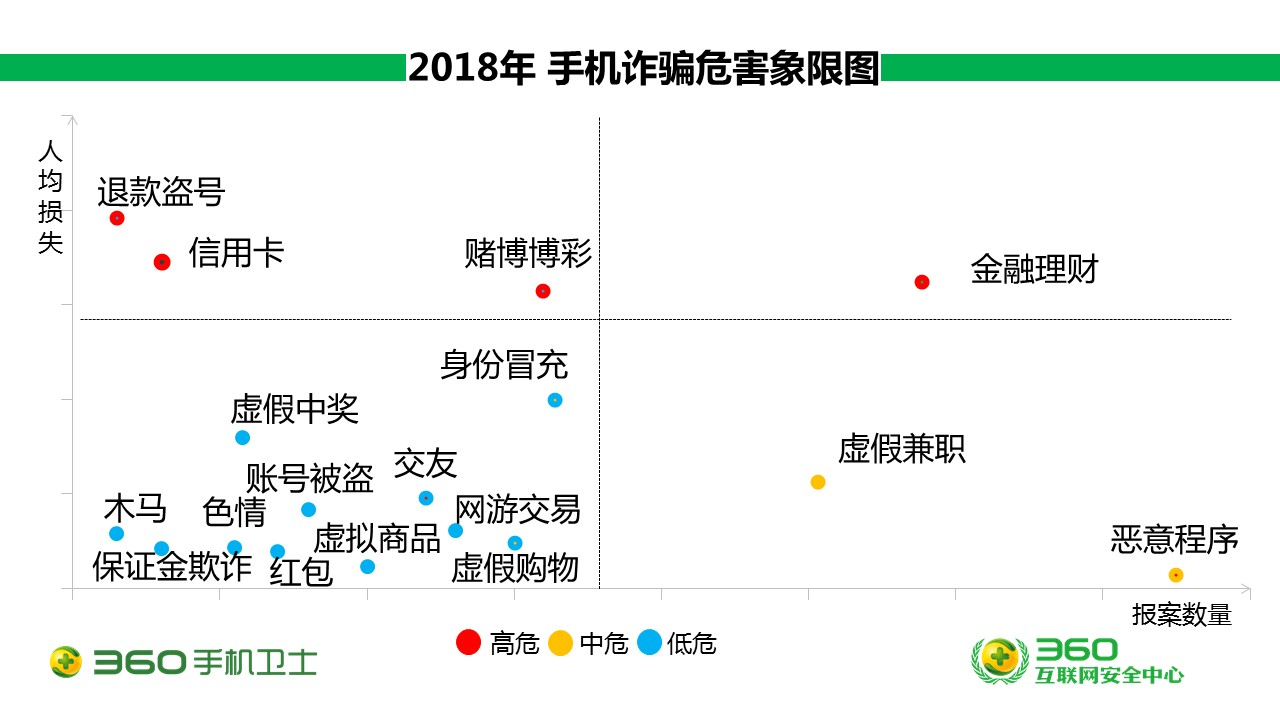 2018年 手机诈骗危害象限图
人均损失
退款盗号
信用卡
赌博博彩
金融理财
身份冒充
虚假中奖
虚假兼职
交友
账号被盗
木马
色情
网游交易
虚拟商品
恶意程序
保证金欺诈
红包
虚假购物
报案数量
高危 中危 低危
360手机卫士
360
互联网安全中心